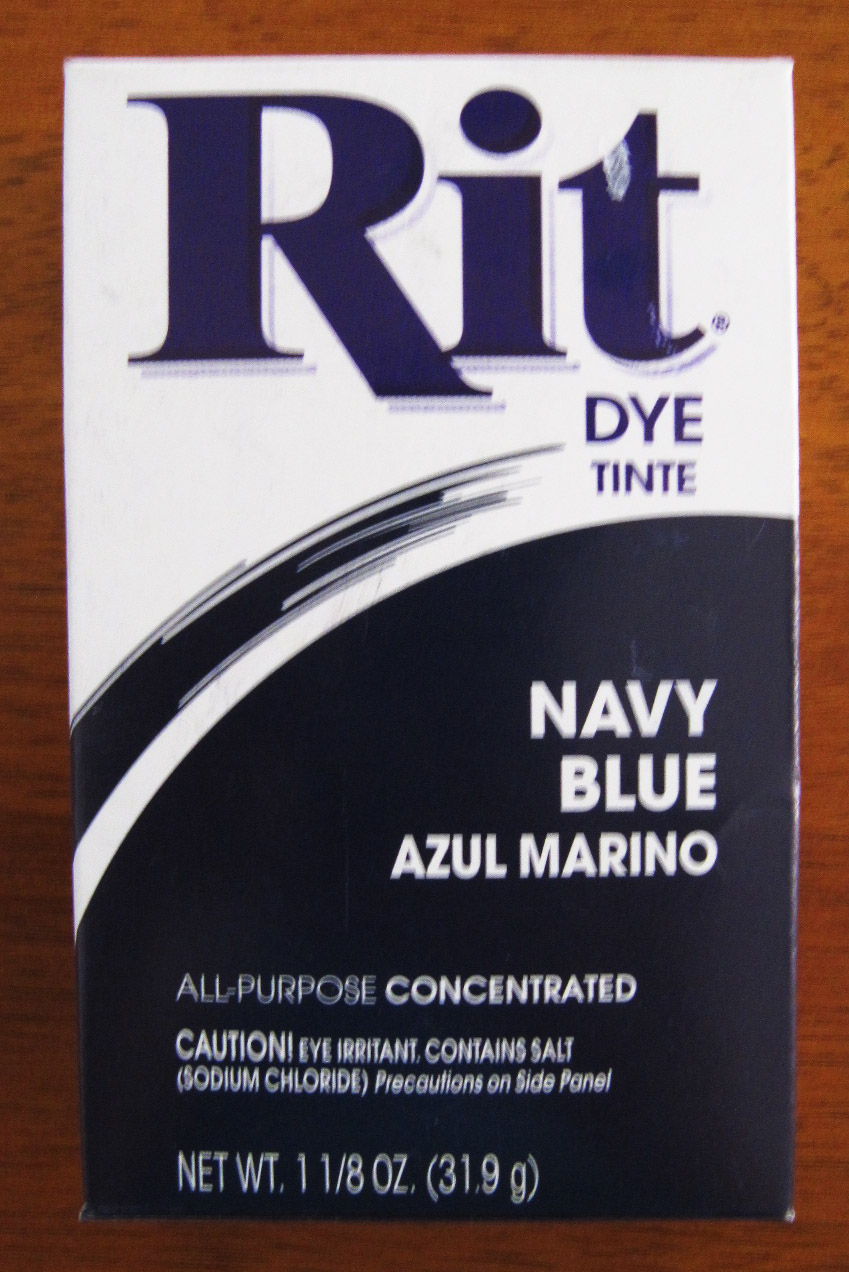 Rit®
DYE
TINTE
NAVY
BLUE
AZUL MARINO
ALL-PURPOSE CONCENTRATED
CAUTION! EYE IRRITANT. CONTAINS SALT
(SODIUM CHLORIDE) Precautions on Side Panel
NET WT. 1 1/8 OZ. (31.9 g)